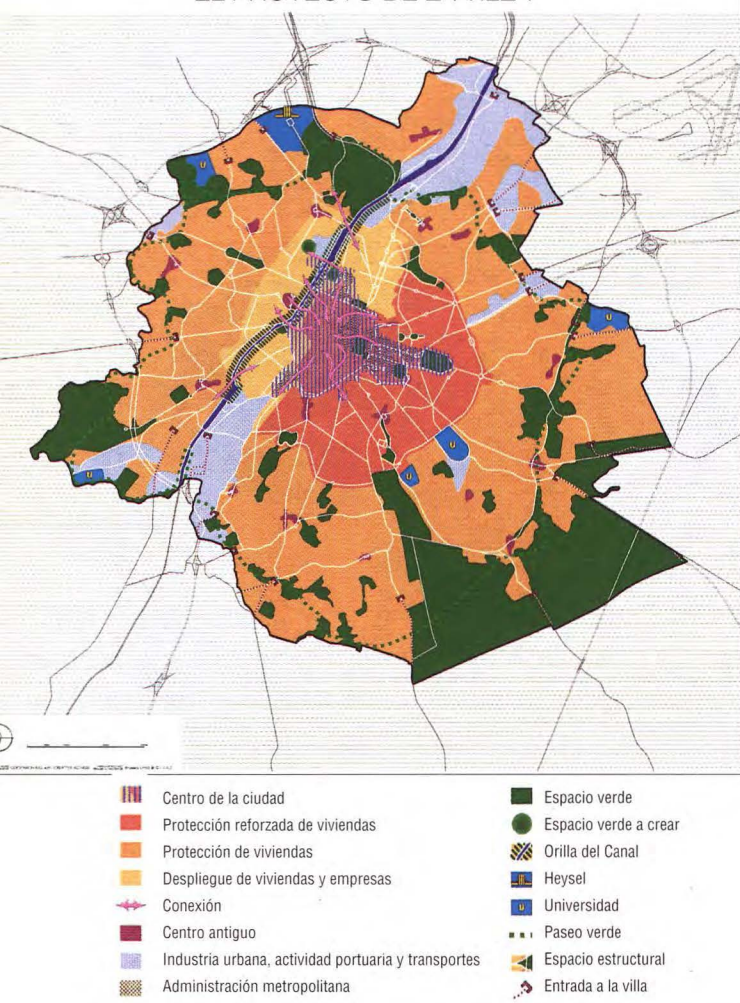 Centro de la ciudad
Protección reforzada de viviendas
Protección de viviendas
Despliegue de viviendas y empresas
Conexión
Centro antiguo
Industria urbana, actividad portuaria y transportes
Administración metropolitana
Espacio verde
Espacio verde a crear
Orilla del Canal
Heysel
U Universidad
Paseo verde
Espacio estructural
Entrada a la villa
U
U
U
U
U